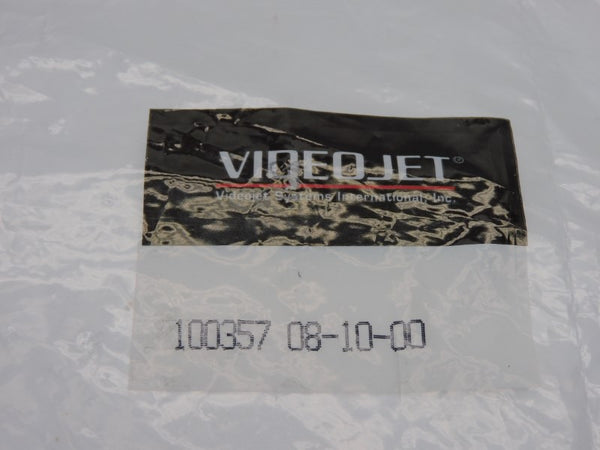 VIDEOJET®
Videojet Systems International, Inc.
100357 08-10-00